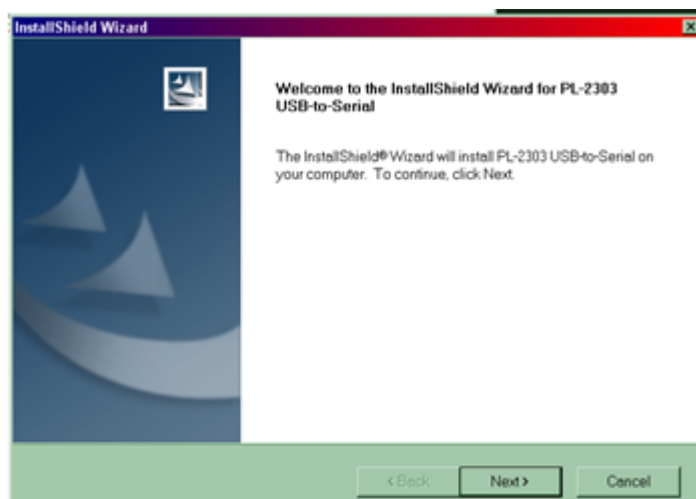 InstallShield Wizard
Welcome to the InstallShield Wizard for PL-2303
USB-to-Serial
The InstallShield® Wizard will install PL-2303 USB-to-Serial on
your computer. To continue, click Next.
< Back
Next >
Cancel